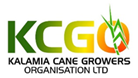 KCGO
KALAMIA CANE GROWERS
ORGANISATION LTD